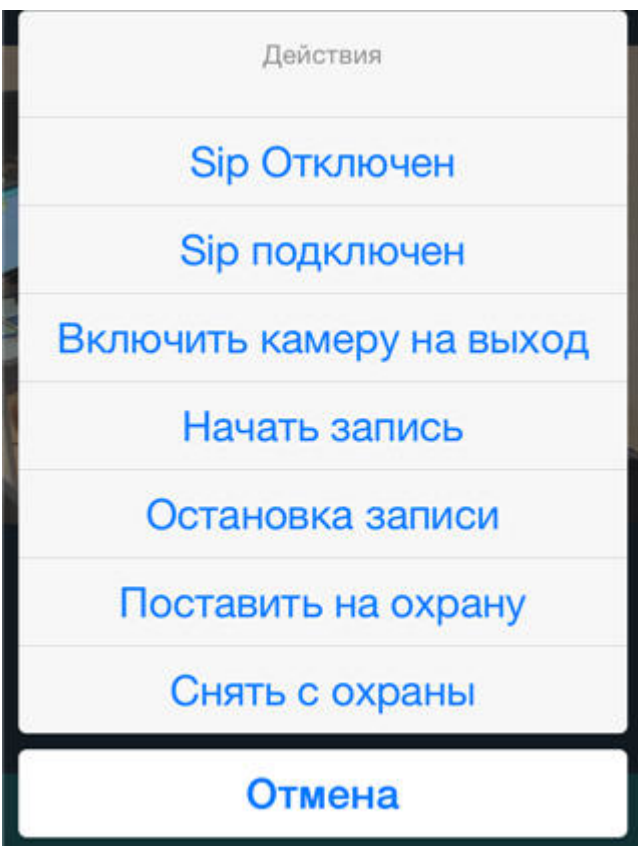 Действия
Sip Отключен
Sip подключен
Включить камеру на выход
Начать запись
Остановка записи
Поставить на охрану
Снять с охраны
Отмена